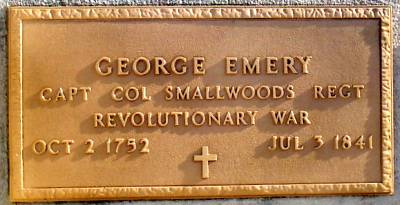 GEORGE EMERY
CAPT COL SMALLWOODS REGT
REVOLUTIONARY WAR
OCT 2 1752 JUL 3 1841